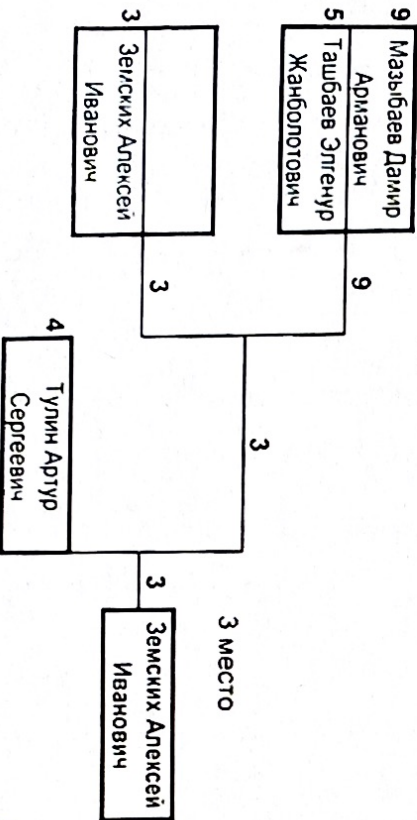 9
Мазыбаев Дамир
Арманович
5
Ташбаев Элгенур
Жанболотович
9
3
Земских Алексей
Иванович
3
3
4
Тулин Артур
Сергеевич
3
3 место
Земских Алексей
Иванович